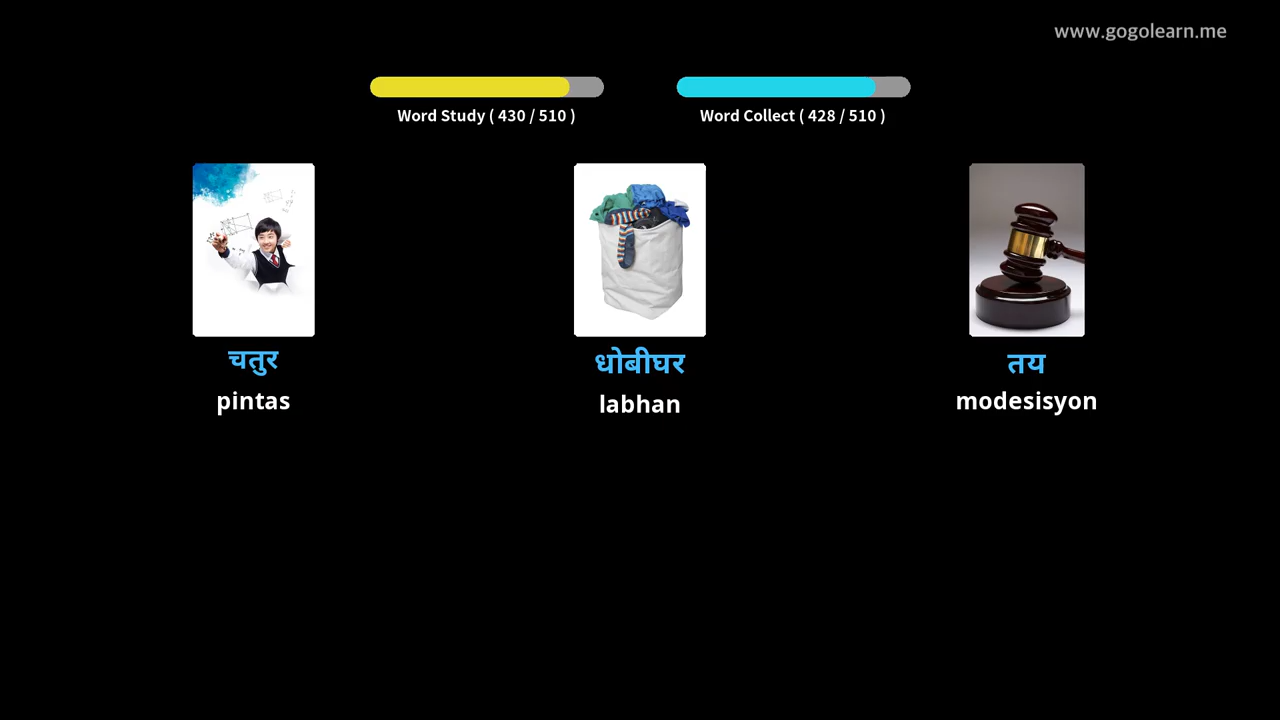 www.gogolearn.me
Word Study ( 430 / 510 )
Word Collect ( 428 / 510 )
चतुर
धोबीघर
तय
pintas
labhan
modesisyon